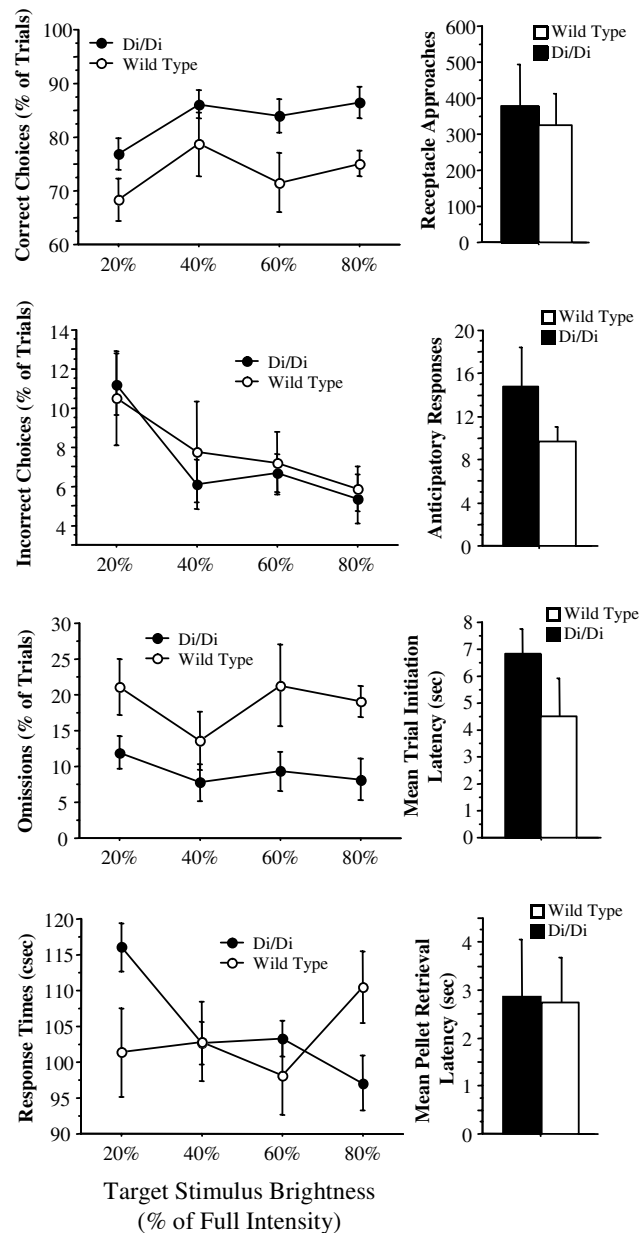 Correct Choices (% of Trials)
100
90
80
70
60
Di/Di
Wild Type
20%
40%
60%
80%
Receptacle Approaches
600
500
400
300
300
200
100
0
Wild Type
Di/Di
Incorrect Choices (% of Trials)
14
12
10
8
6
4
Di/Di
Wild Type
20%
40%
60%
80%
Anticipatory Responses
20
16
12
8
4
0
Wild Type
Di/Di
Omissions (% of Trials)
30
25
20
15
10
5
0
Di/Di
Wild Type
20%
40%
60%
80%
Mean Trial Initiation
Latency (sec)
8
7
6
5
4
3
2
1
0
Wild Type
Di/Di
Response Times (csec)
120
115
110
105
100
95
90
Di/Di
Wild Type
20%
40%
60%
80%
Mean Pellet Retrieval
Latency (sec)
4
3
2
1
0
Wild Type
Di/Di
Target Stimulus Brightness
(% of Full Intensity)